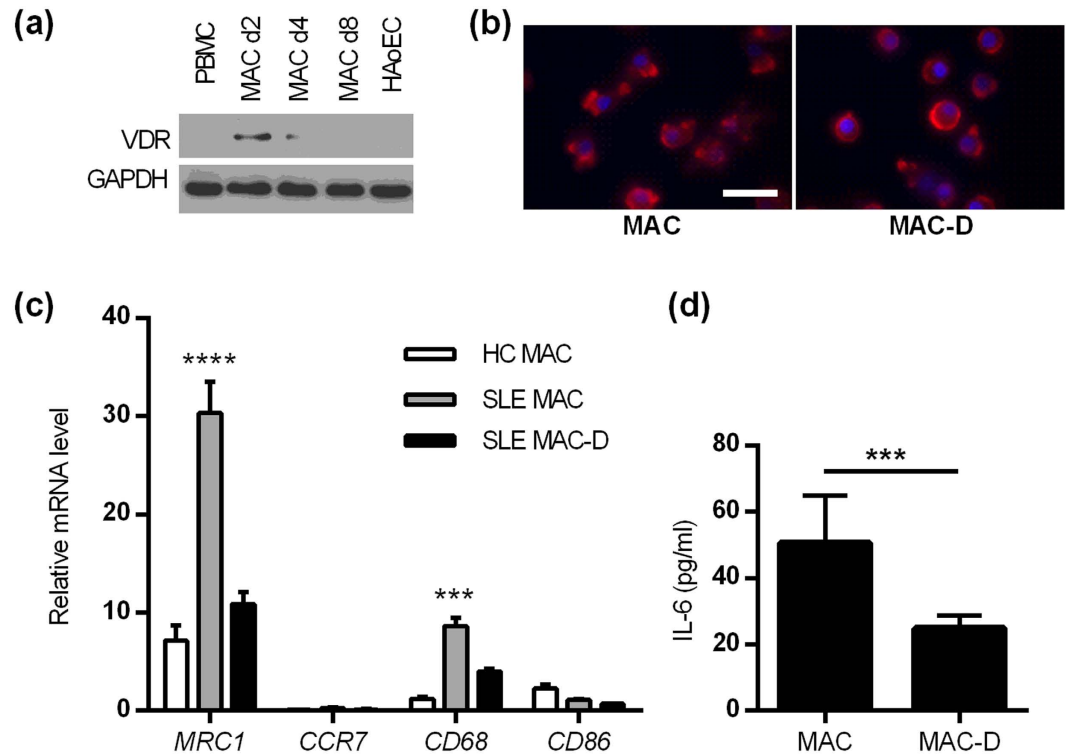 (a)
PBMC
MAC d2
MAC d4
MAC d8
HAoEC
VDR
GAPDH
(b)
MAC
MAC-D
(c)
Relative mRNA level
40
30
20
10
0
****
***
HC MAC
SLE MAC
SLE MAC-D
MRC1
CCR7
CD68
CD86
(d)
IL-6 (pg/ml)
80
60
40
20
0
***
MAC
MAC-D